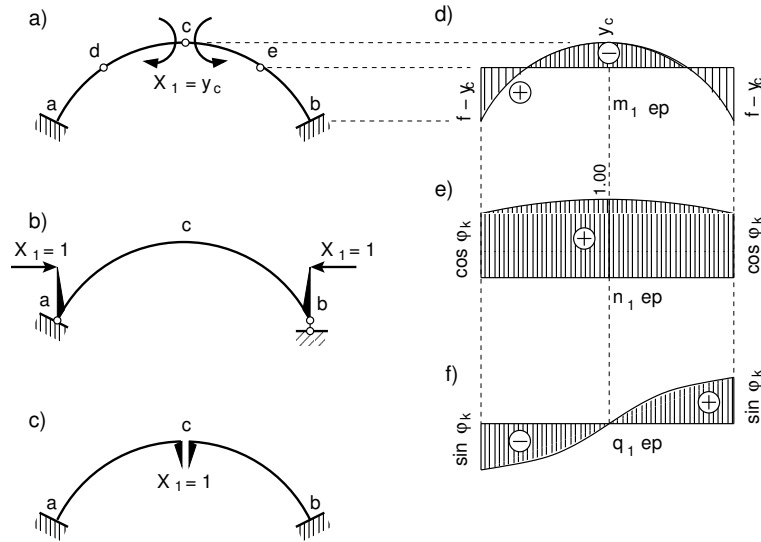 a)
c
d
e
X 1 = y c
a
b
b)
c
X 1 = 1
X 1 = 1
a
b
c)
c
X 1 = 1
a
b
d)
y c
f – y c
f – y c
+
–
m 1 ep
e)
1.00
cos φ k
cos φ k
+
n 1 ep
f)
sin φ k
sin φ k
–
+
q 1 ep